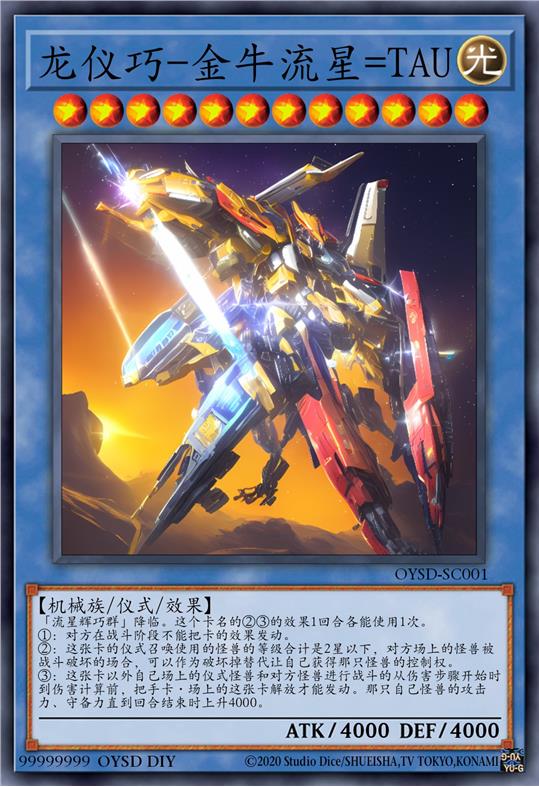 龙仪巧-金牛流星=TAU
光
OYSD-SC001
【机械族/仪式/效果】
「流星辉巧群」降临。这个卡名的②③的效果1回合各能使用1次。
①：对方在战斗阶段不能把卡的效果发动。
②：这张卡的仪式召唤使用的怪兽的等级合计是2星以下，对方场上的怪兽被
战斗破坏的场合，可以作为破坏掉替代让自己获得那只怪兽的控制权。
③：这张卡以外自己场上的仪式怪兽和对方怪兽进行战斗的从伤害步骤开始时
到伤害计算前，把手卡·场上的这张卡解放才能发动。那只自己怪兽的攻击
力、守备力直到回合结束时上升4000。
ATK/4000 DEF/4000
99999999 OYSD DIY
©2020 Studio Dice/SHUEISHA,TV TOKYO,KONAMI